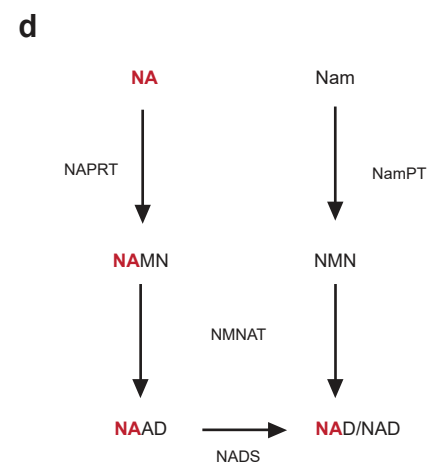 d
NA Nam
NAPRT NamPT
NAMN NMN
NMNAT
NAAD NAD/NAD
NADS